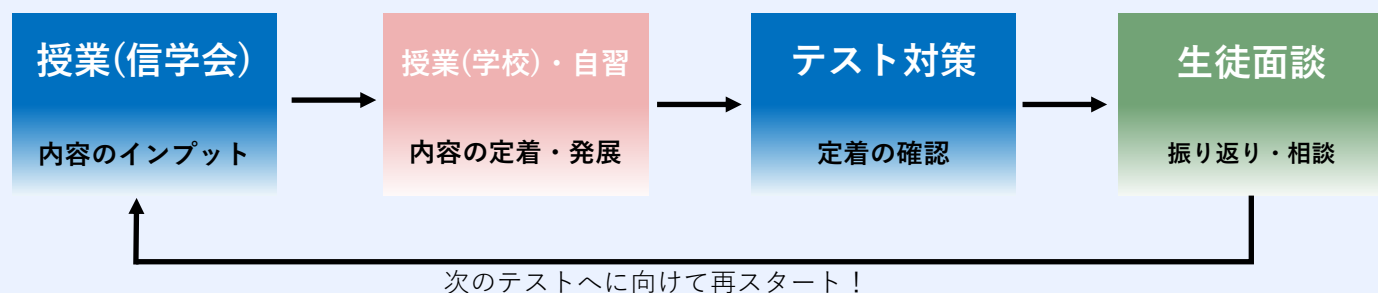 授業(信学会)
内容のインプット
授業(学校)・自習
内容の定着・発展
テスト対策
定着の確認
生徒面談
振り返り・相談
次のテストへに向けて再スタート！